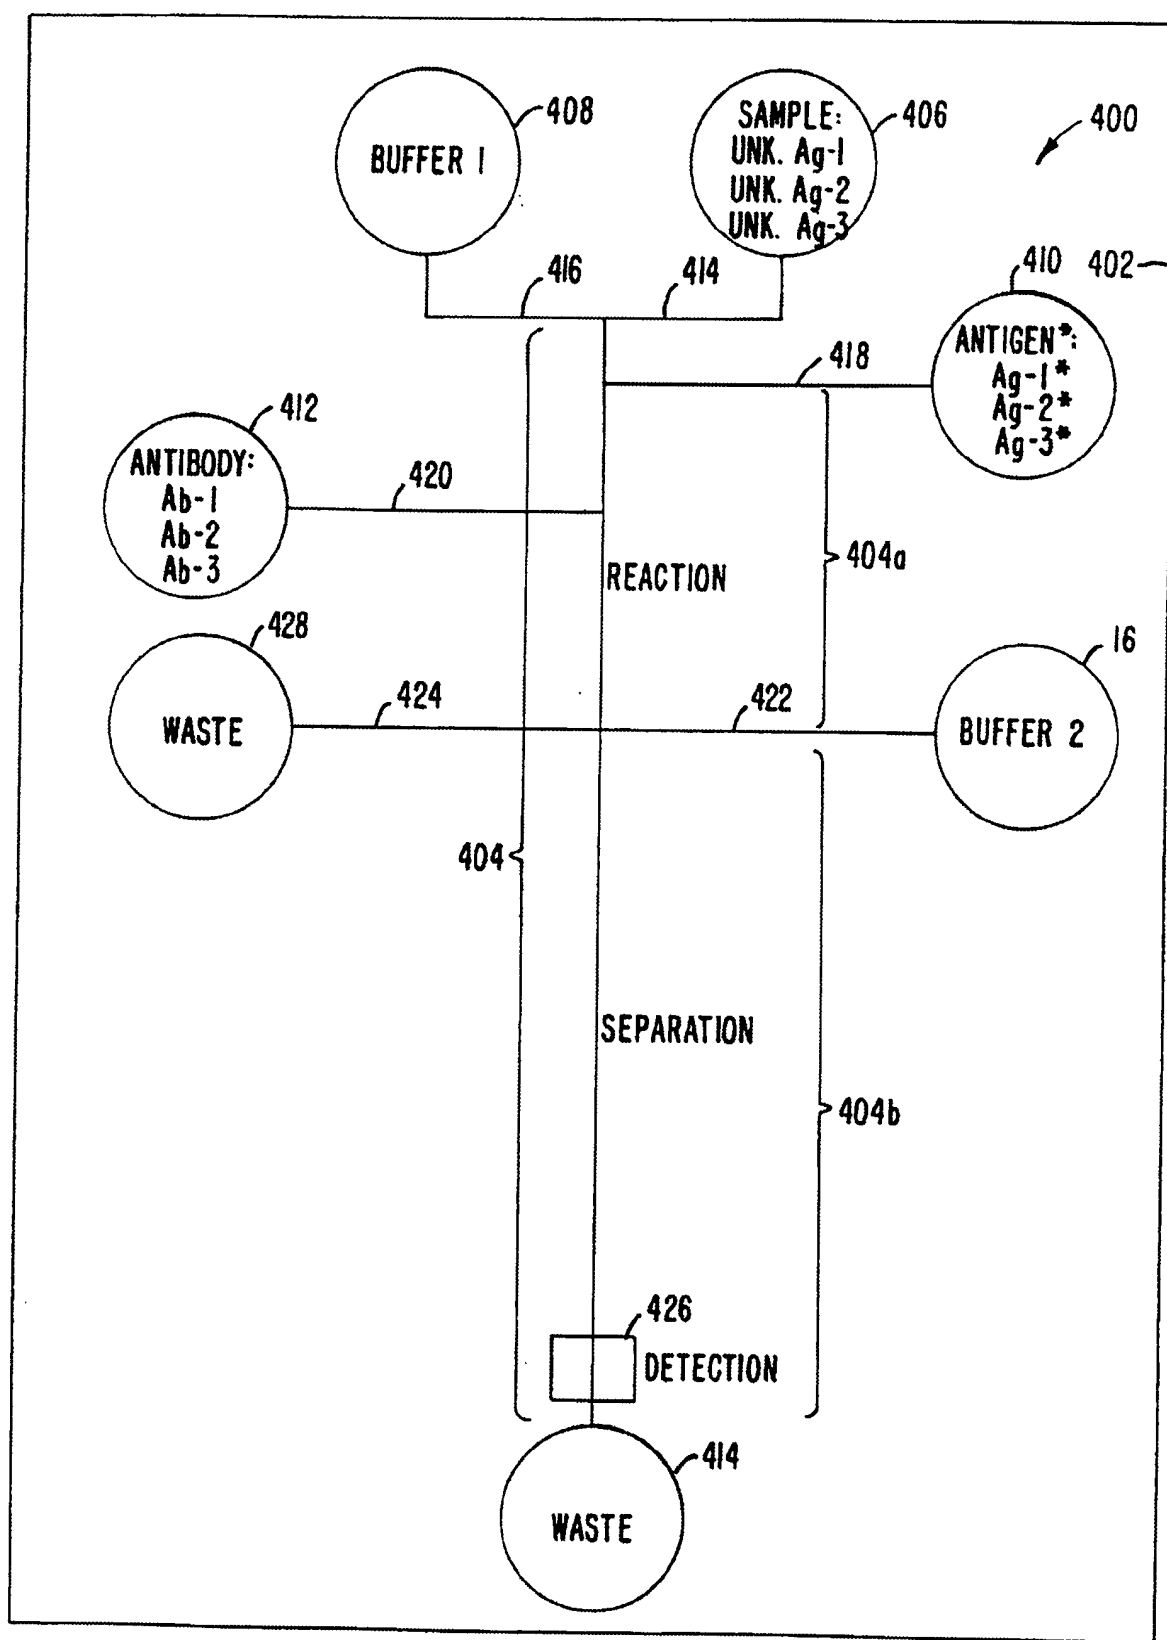 408
BUFFER 1
SAMPLE:
UNK. Ag-1
UNK. Ag-2
UNK. Ag-3
406
400
416
414
410
402
ANTIGEN*:
Ag-1*
Ag-2*
Ag-3*
418
412
ANTIBODY:
Ab-1
Ab-2
Ab-3
420
404a
REACTION
428
WASTE
424
422
16
BUFFER 2
404
SEPARATION
404b
426
DETECTION
414
WASTE